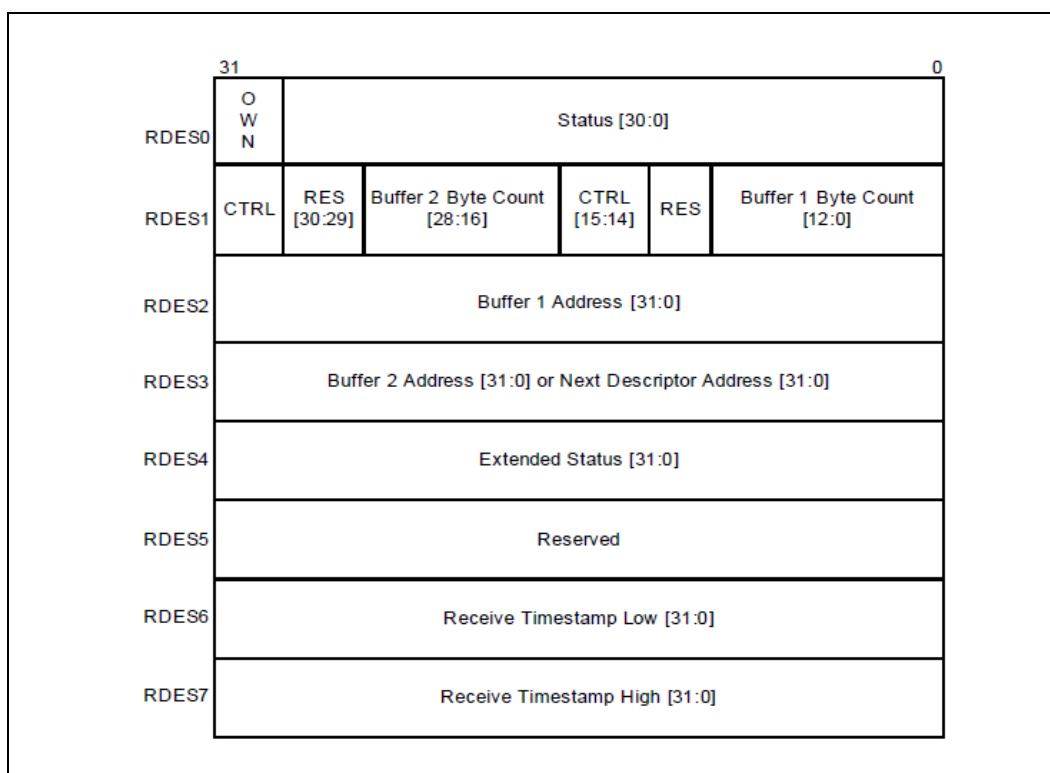 31 0
O
W
N
RDES0
Status [30:0]
RDES1
CTRL
RES
[30:29]
Buffer 2 Byte Count
[28:16]
CTRL
[15:14]
RES
Buffer 1 Byte Count
[12:0]
RDES2
Buffer 1 Address [31:0]
RDES3
Buffer 2 Address [31:0] or Next Descriptor Address [31:0]
RDES4
Extended Status [31:0]
RDES5
Reserved
RDES6
Receive Timestamp Low [31:0]
RDES7
Receive Timestamp High [31:0]